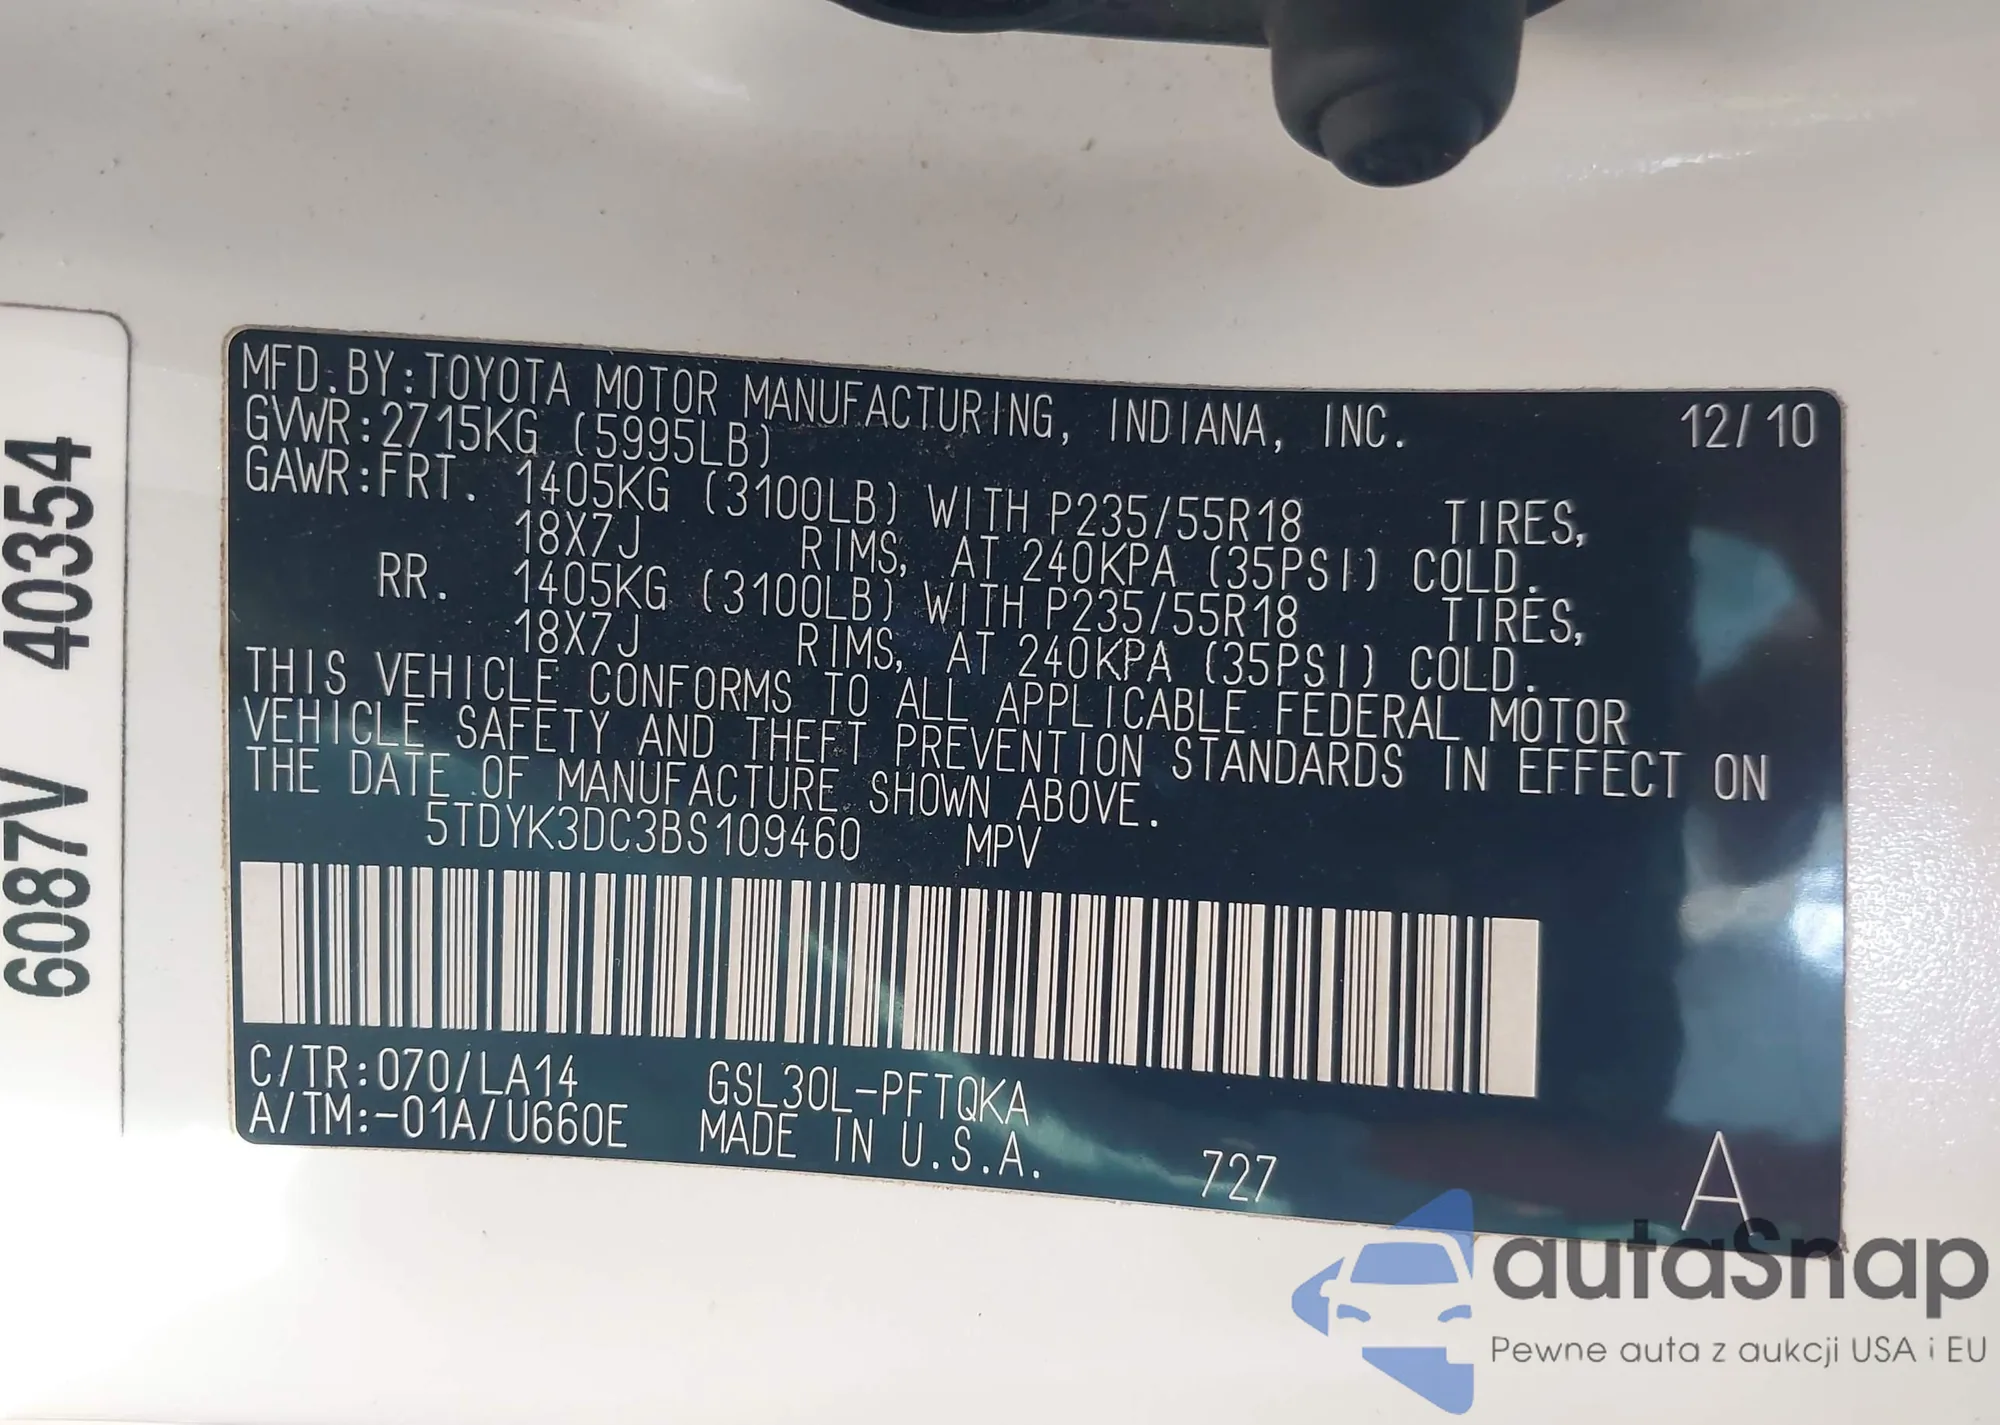 MFD.BY:TOYOTA MOTOR MANUFACTURING, INDIANA, INC. 12/10
GVWR:2715KG (5995LB)
GAWR:FRT. 1405KG (3100LB) WITH P235/55R18 TIRES,
18X7J RIMS, AT 240KPA (35PSI) COLD.
RR. 1405KG (3100LB) WITH P235/55R18 TIRES,
18X7J RIMS, AT 240KPA (35PSI) COLD.
THIS VEHICLE CONFORMS TO ALL APPLICABLE FEDERAL MOTOR
VEHICLE SAFETY AND THEFT PREVENTION STANDARDS IN EFFECT ON
THE DATE OF MANUFACTURE SHOWN ABOVE.
5TDYK3DC3BS109460 MPV
C/TR:070/LA14 GSL30L-PFTQKA
A/TM:-01A/U660E MADE IN U.S.A. 727 A
6087V 40354
autaSnap
Pewne auta z aukcji USA i EU